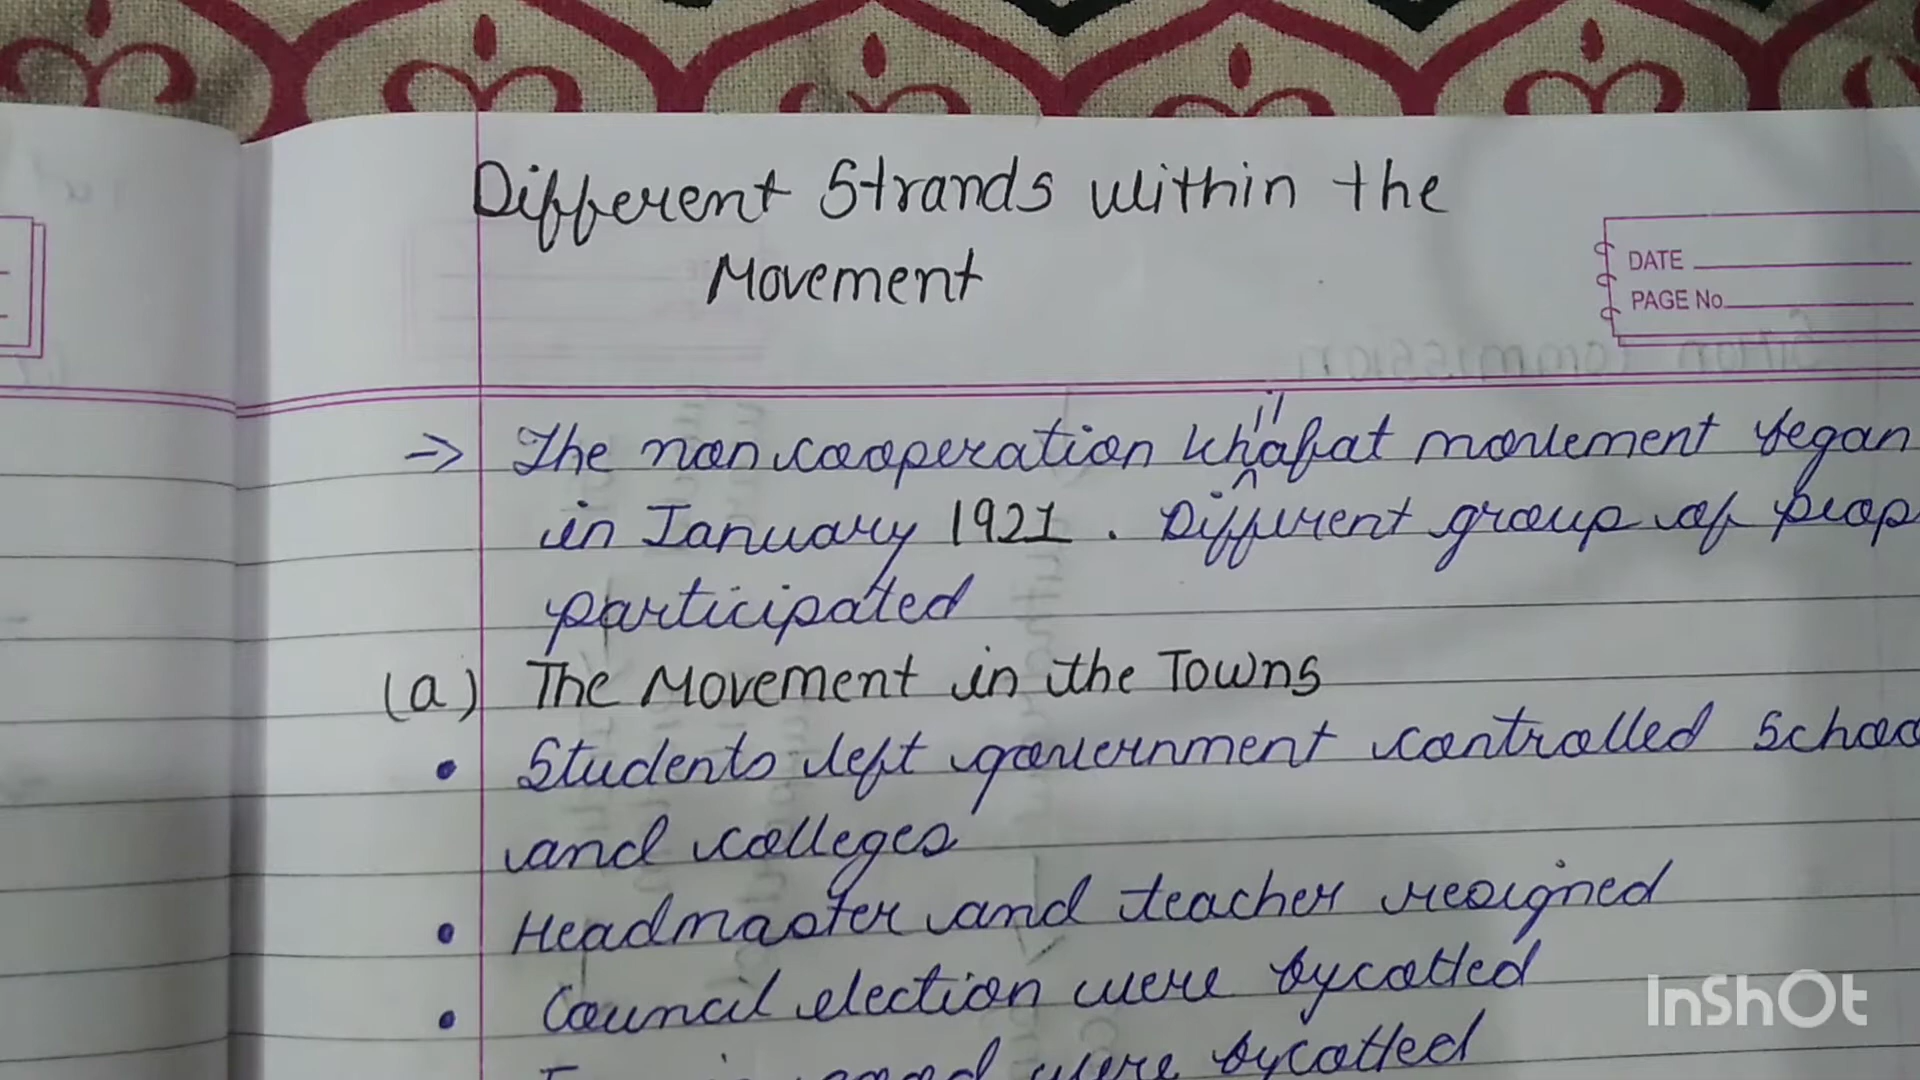 Different Strands within the
Movement
DATE
PAGE No.
Simon Commission
→ The non cooperation khilafat movement began
in January 1921. Different group of peop
participated
(a) The Movement in the Towns
• Students left government controlled Schoo
and colleges
• Headmaster and teacher resigned
• Council election were bycotted
were bycotted
InShOt